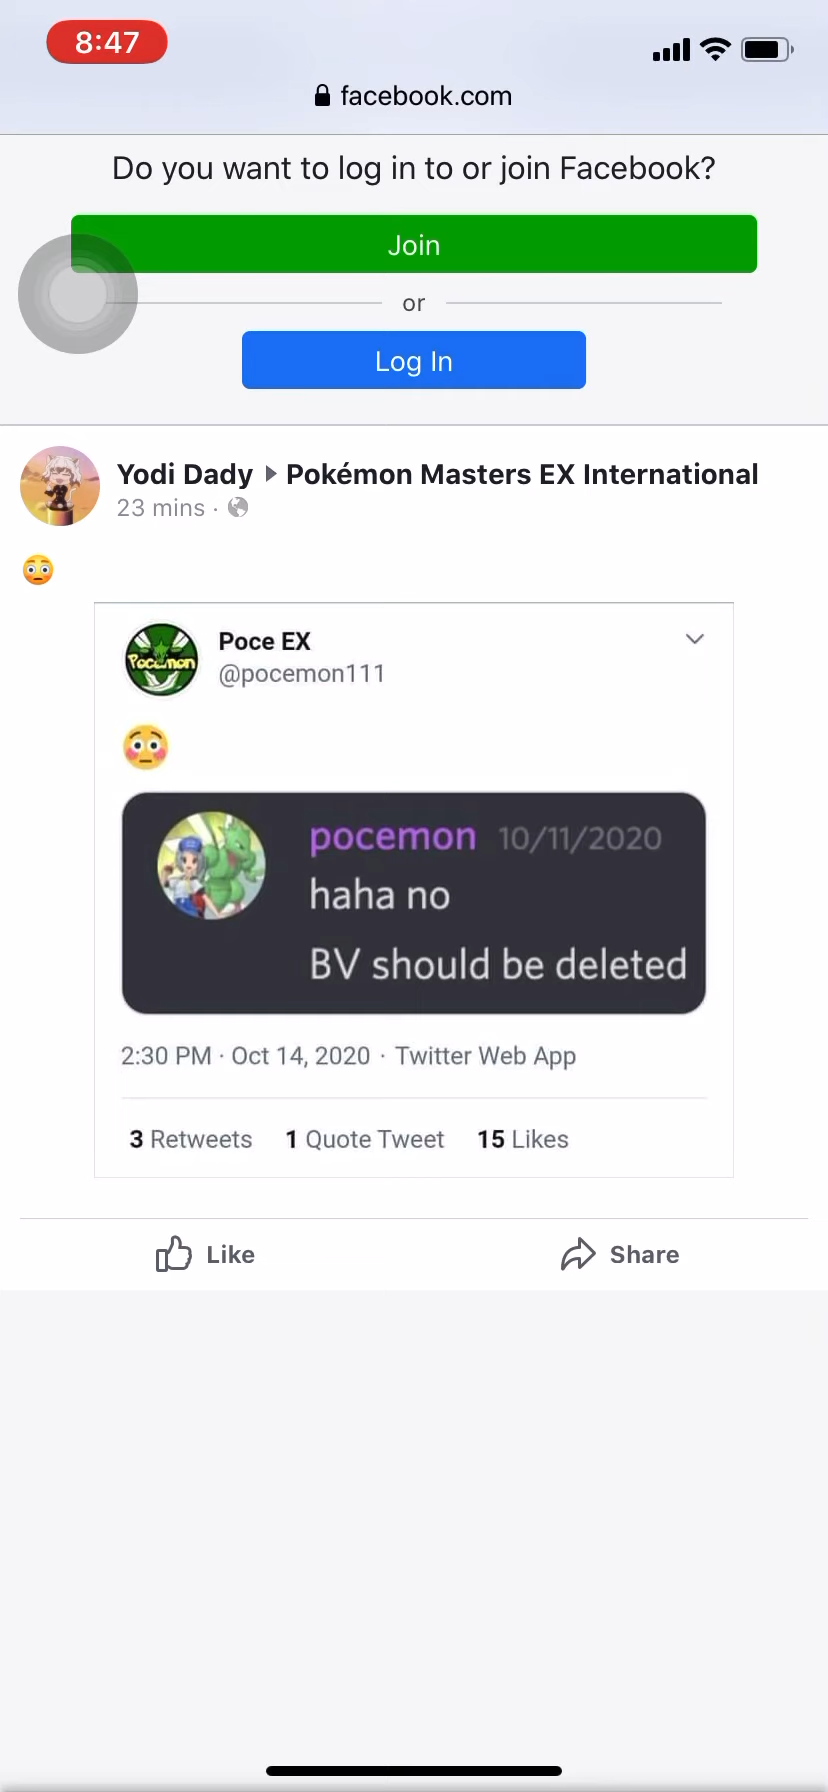 8:47
facebook.com
Do you want to log in to or join Facebook?
Join
or
Log In
Yodi Dady ▶ Pokémon Masters EX International
23 mins ·
😳
Poce EX
@pocemon111
Pocemon
😳
pocemon 10/11/2020
haha no
BV should be deleted
2:30 PM · Oct 14, 2020 · Twitter Web App
3 Retweets 1 Quote Tweet 15 Likes
Like Share